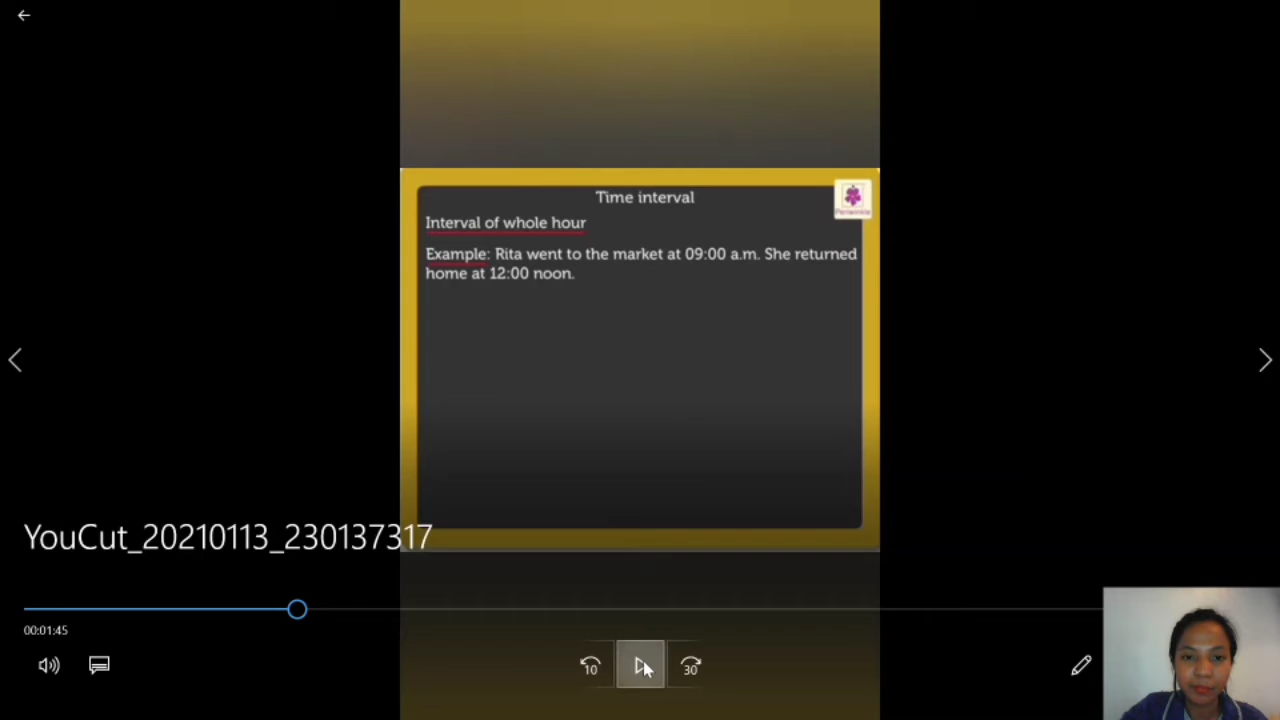 Time interval
Periwinkle
Interval of whole hour
Example: Rita went to the market at 09:00 a.m. She returned
home at 12:00 noon.
YouCut_20210113_230137317
00:01:45
10
30